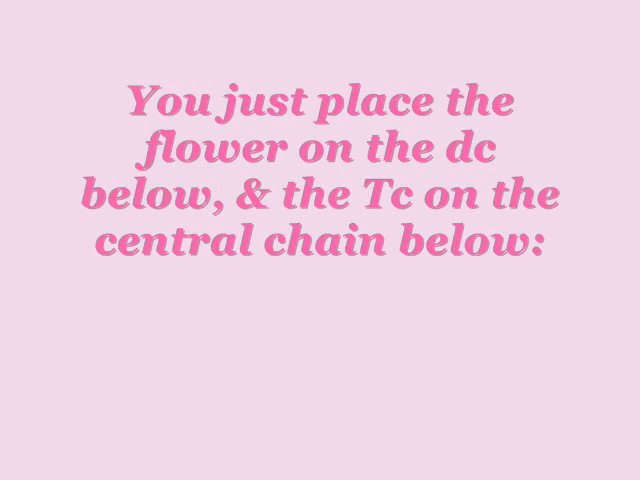 You just place the
flower on the dc
below, & the Tc on the
central chain below: